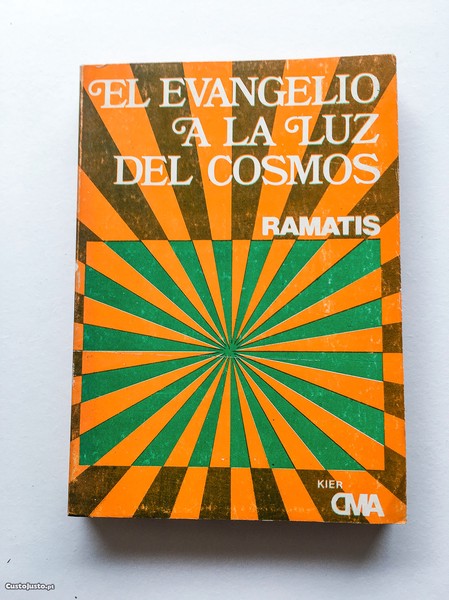 EL EVANGELIO
A LA LUZ
DEL COSMOS
RAMATIS
KIER
CMA
CustoJusto.pt